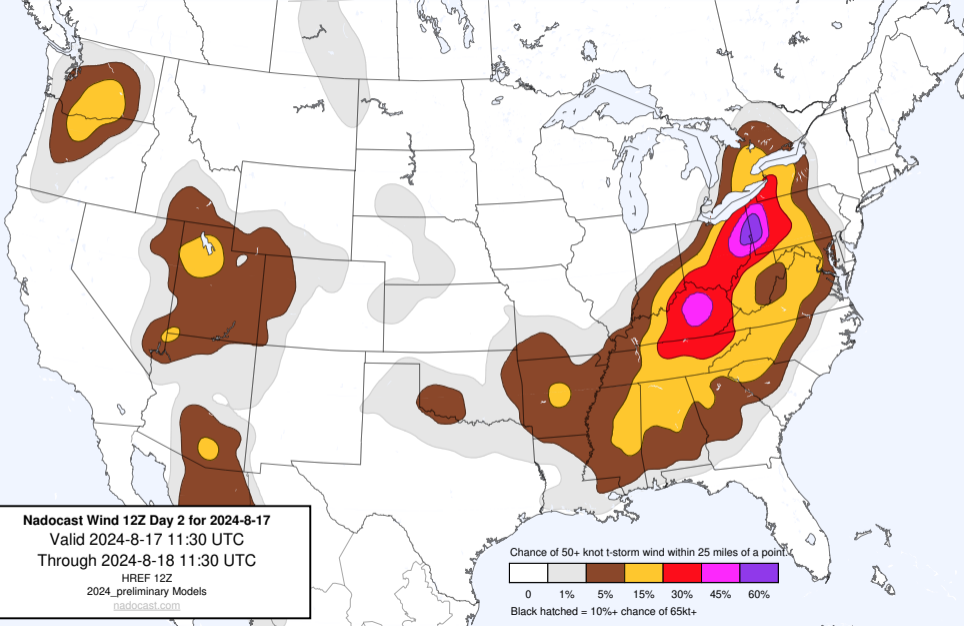 Nadocast Wind 12Z Day 2 for 2024-8-17
Valid 2024-8-17 11:30 UTC
Through 2024-8-18 11:30 UTC
HREF 12Z
2024_preliminary Models
nadocast.com
Chance of 50+ knot t-storm wind within 25 miles of a point.
0 1% 5% 15% 30% 45% 60%
Black hatched = 10%+ chance of 65kt+